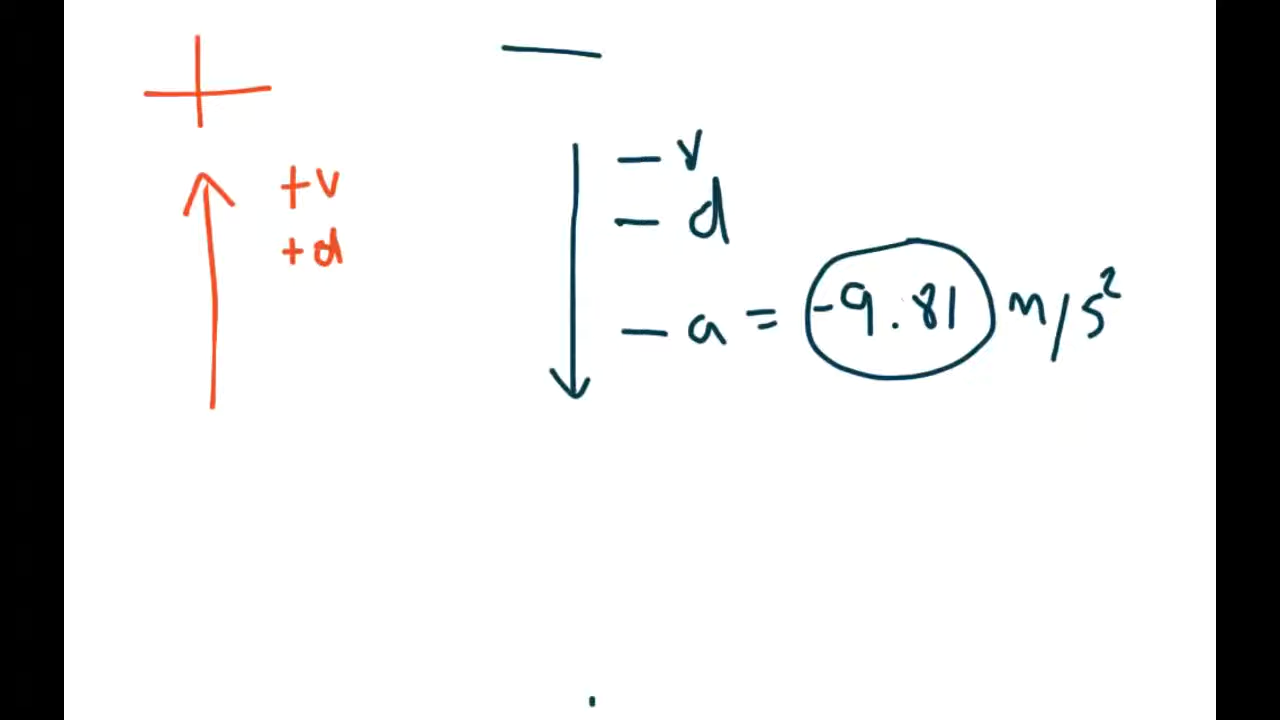 + —
+v
+d
— v
— d
— a = -9.81 m/s²